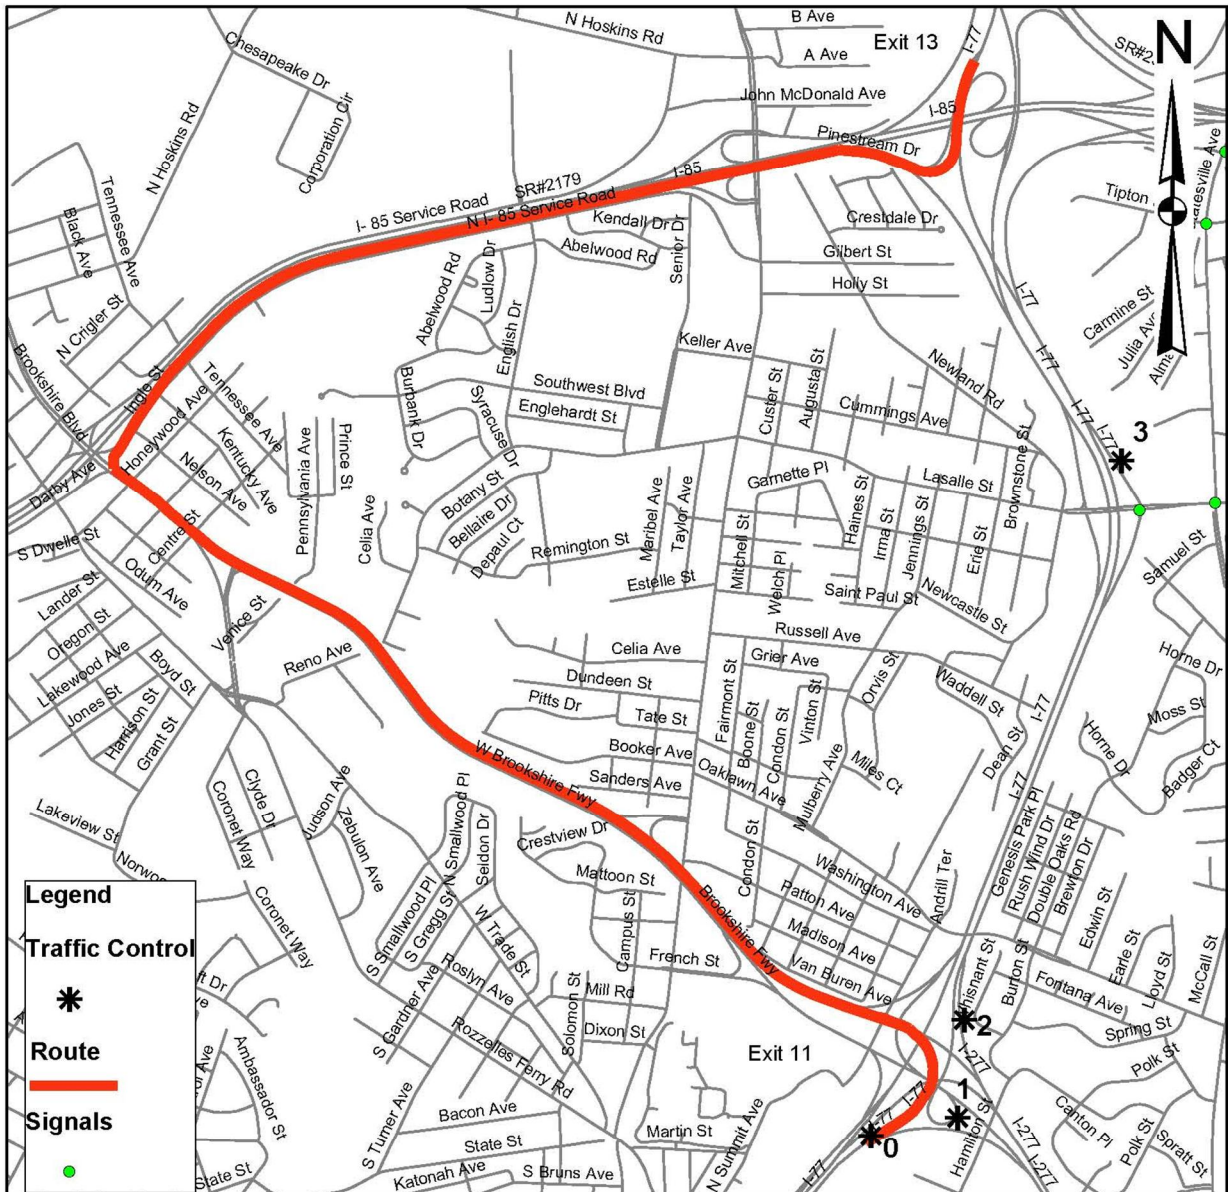 N Hoskins Rd
B Ave
Exit 13
I-77
N
Chesapeake Dr
A Ave
Corporation Cir
N Hoskins Rd
John McDonald Ave
I-85
Pinestream Dr
Tennessee Ave
Black Ave
SR#2179
I-85
I- 85 Service Road
N I- 85 Service Road
Tipton
Kendall Dr
Crestdale Dr
Abelwood Rd
Senior Dr
Gilbert St
Holly St
Ludlow Dr
Abelwood Rd
English Dr
I-77
N Crigler St
Carmine St
Julia Ave
Keller Ave
I-77
Brookshire Blvd
Ingle St
Tennessee Ave
Honeywood Ave
Burbank Dr
Southwest Blvd
Englehardt St
Syracuse Dr
Custer St
Augusta St
Newland Rd
Cummings Ave
I-77
I-77
3
Kentucky Ave
Nelson Ave
Pennsylvania Ave
Prince St
Darby Ave
Garnette Pl
Lasalle St
Brownstone St
Botany St
Bellaire Dr
Depaul Ct
Celia Ave
Maribel Ave
Taylor Ave
Mitchell St
Haines St
Irma St
Jennings St
Erie St
Centre St
S Dwelle St
Odum Ave
Remington St
Estelle St
Welch Pl
Saint Paul St
Newcastle St
Samuel St
Lander St
Oregon St
Lakewood Ave
Venice St
Reno Ave
Boyd St
Russell Ave
Celia Ave
Grier Ave
Orvis St
Waddell St
Horne Dr
Jones St
Harrison St
Grant St
Dundeen St
Pitts Dr
Tate St
Fairmont St
Boone St
Condon St
Vinton St
I-77
Moss St
Horne Dr
Badger Ct
Dean St
W Brookshire Fwy
Booker Ave
Sanders Ave
Oaklawn Ave
Mulberry Ave
Miles Ct
I-77
Clyde Dr
Coronet Way
Judson Ave
Zebulon Ave
N Smallwood Pl
Seldon Dr
Crestview Dr
Lakeview St
Condon St
Washington Ave
Genesis Park Pl
Rush Wind Dr
Double Oaks Rd
Brewton Dr
Mattoon St
Campus St
Andrill Ter
Patton Ave
Madison Ave
Van Buren Ave
Brookshire Fwy
Edwin St
Coronet Way
S Smallwood Pl
S Gregg St
W Trade St
French St
Earle St
Lloyd St
McCall St
Burton St
Fontana Ave
Legend
Traffic Control
Route
Signals
Roslyn Ave
S Gardner Ave
Solomon St
Mill Rd
Dixon St
Rozzelles Ferry Rd
2
Spring St
Polk St
I-277
Exit 11
Ambassador St
S Turner Ave
Bacon Ave
State St
Martin St
N Summit Ave
I-77
0
1
Hamilton St
Canton Pl
Polk St
Spratt St
I-277
I-277
I-77
State St
Katonah Ave
S Bruns Ave